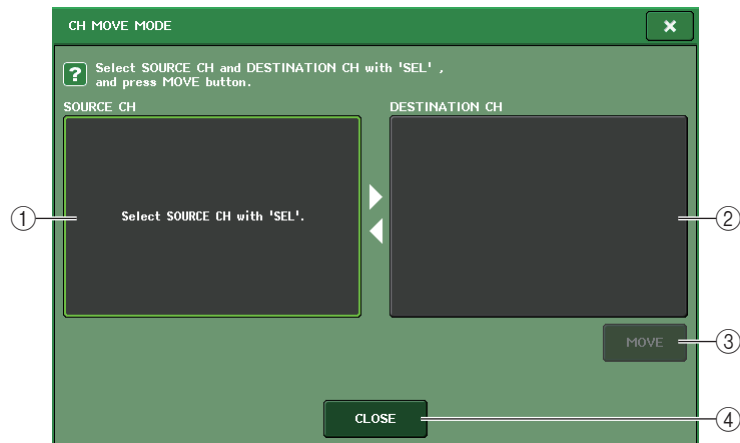 CH MOVE MODE
×
? Select SOURCE CH and DESTINATION CH with 'SEL' ,
and press MOVE button.
SOURCE CH
DESTINATION CH
Select SOURCE CH with 'SEL'.
1
2
MOVE
3
CLOSE
4